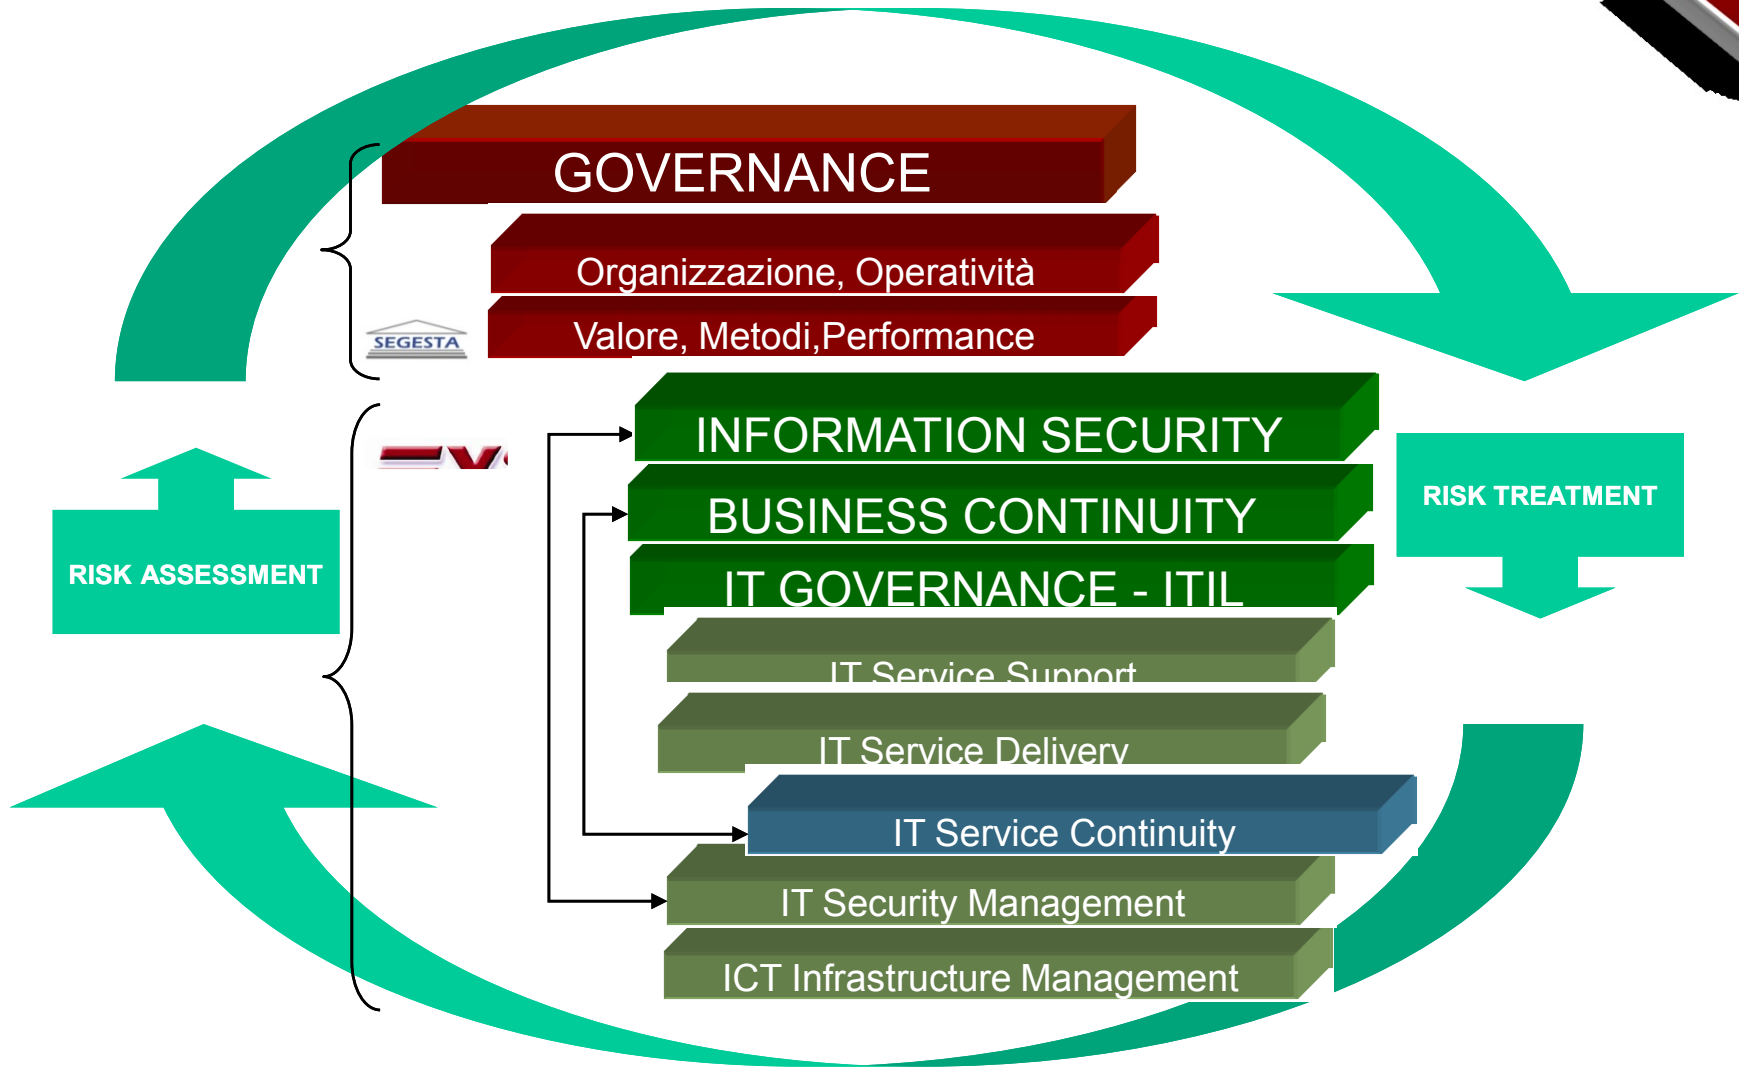 GOVERNANCE
Organizzazione, Operatività
SEGESTA
Valore, Metodi,Performance
INFORMATION SECURITY
BUSINESS CONTINUITY
RISK TREATMENT
RISK ASSESSMENT
IT GOVERNANCE - ITIL
IT Service Support
IT Service Delivery
IT Service Continuity
IT Security Management
ICT Infrastructure Management